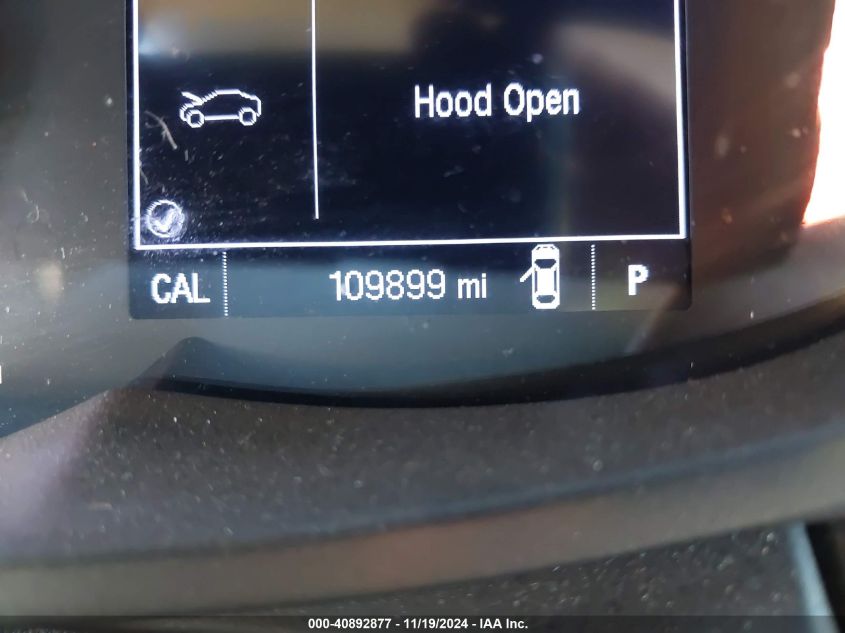 Hood Open
CAL 109899 mi P
000-40892877 - 11/19/2024 - IAA Inc.